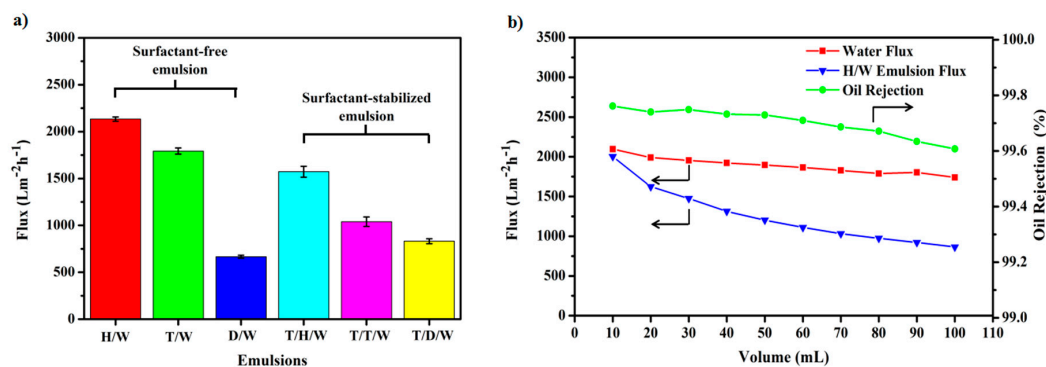 a)
Surfactant-free
emulsion
Surfactant-stabilized
emulsion
Flux (Lm⁻²h⁻¹)
3000
2500
2000
1500
1000
500
0
H/W T/W D/W T/H/W T/T/W T/D/W
Emulsions
b)
Water Flux
H/W Emulsion Flux
Oil Rejection
Flux (Lm⁻²h⁻¹)
3500
3000
2500
2000
1500
1000
500
0
0 10 20 30 40 50 60 70 80 90 100 110
Volume (mL)
100.0
99.8
99.6
99.4
99.2
99.0
Oil Rejection (%)